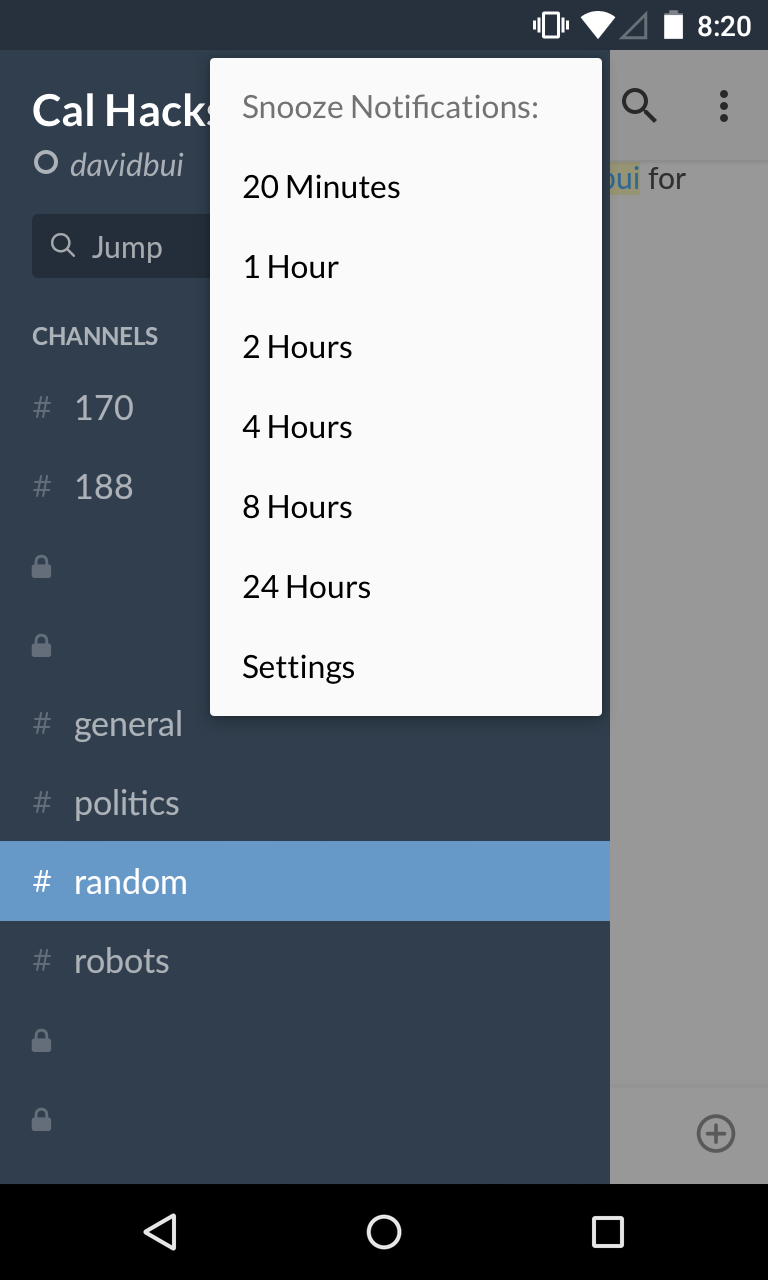 8:20
Cal Hacks
davidbui
Jump
CHANNELS
# 170
# 188
# general
# politics
# random
# robots
Snooze Notifications:
20 Minutes
1 Hour
2 Hours
4 Hours
8 Hours
24 Hours
Settings
bui for